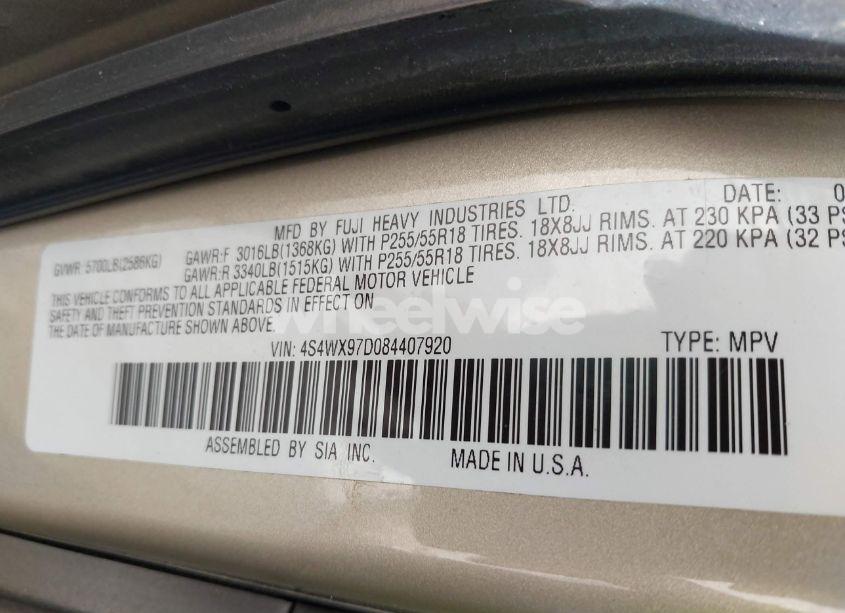 DATE: 0
MFD BY FUJI HEAVY INDUSTRIES LTD.
GVWR: 5700LB(2586KG)
GAWR:F 3016LB(1368KG) WITH P255/55R18 TIRES. 18X8JJ RIMS. AT 230 KPA (33 PS
GAWR:R 3340LB(1515KG) WITH P255/55R18 TIRES. 18X8JJ RIMS. AT 220 KPA (32 PS
THIS VEHICLE CONFORMS TO ALL APPLICABLE FEDERAL MOTOR VEHICLE
SAFETY AND THEFT PREVENTION STANDARDS IN EFFECT ON
THE DATE OF MANUFACTURE SHOWN ABOVE.
wheelwise
VIN: 4S4WX97D084407920
TYPE: MPV
ASSEMBLED BY SIA INC.
MADE IN U.S.A.